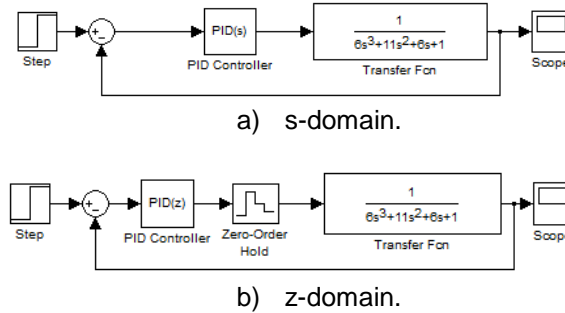 PID(s)
1
6s³+11s²+6s+1
Step
PID Controller
Transfer Fcn
Scope
a) s-domain.
PID(z)
1
6s³+11s²+6s+1
Step
PID Controller
Zero-Order
Hold
Transfer Fcn
Scope
b) z-domain.